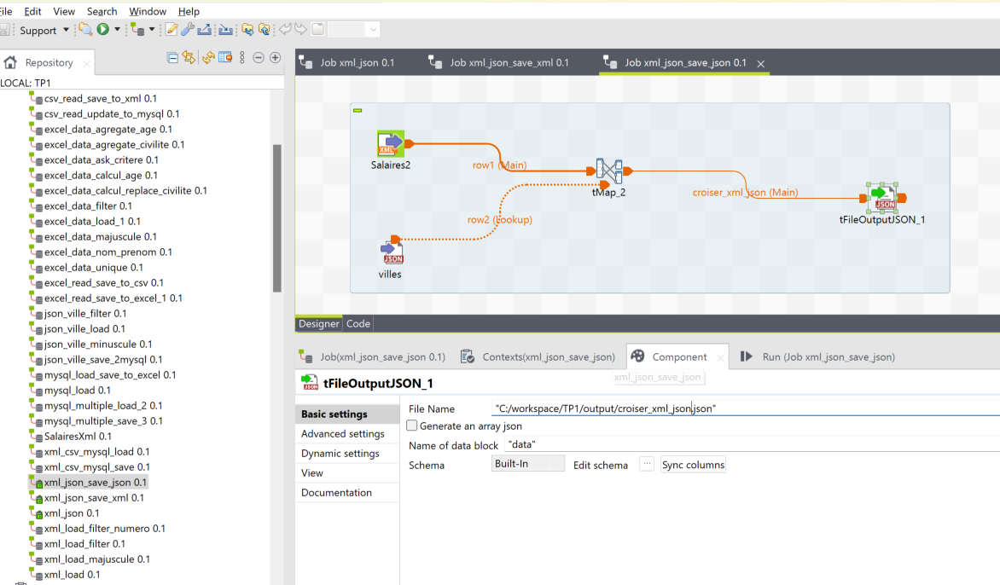 File Edit View Search Window Help
Support
Repository
LOCAL: TP1
csv_read_save_to_xml 0.1
csv_read_update_to_mysql 0.1
excel_data_agregate_age 0.1
excel_data_agregate_civilite 0.1
excel_data_ask_critere 0.1
excel_data_calcul_age 0.1
excel_data_calcul_replace_civilite 0.1
excel_data_filter 0.1
excel_data_load_1 0.1
excel_data_majuscule 0.1
excel_data_nom_prenom 0.1
excel_data_unique 0.1
excel_read_save_to_csv 0.1
excel_read_save_to_excel_1 0.1
json_ville_filter 0.1
json_ville_load 0.1
json_ville_minuscule 0.1
json_ville_save_2mysql 0.1
mysql_load_save_to_excel 0.1
mysql_load 0.1
mysql_multiple_load_2 0.1
mysql_multiple_save_3 0.1
SalairesXml 0.1
xml_csv_mysql_load 0.1
xml_csv_mysql_save 0.1
xml_json_save_json 0.1
xml_json_save_xml 0.1
xml_json 0.1
xml_load_filter_numero 0.1
xml_load_filter 0.1
xml_load_majuscule 0.1
xml_load 0.1
Job xml_json 0.1
Job xml_json_save_xml 0.1
Job xml_json_save_json 0.1
XML
Salaires2
row1 (Main)
tMap_2
croiser_xml_json (Main)
JSON
tFileOutputJSON_1
row2 (Lookup)
JSON
villes
Designer Code
Job(xml_json_save_json 0.1)
Contexts(xml_json_save_json)
Component
Run (Job xml_json_save_json)
xml_json_save_json
JSON
tFileOutputJSON_1
Basic settings
Advanced settings
Dynamic settings
View
Documentation
File Name "C:/workspace/TP1/output/croiser_xml_json.json"
Generate an array json
Name of data block "data"
Schema Built-In Edit schema ... Sync columns